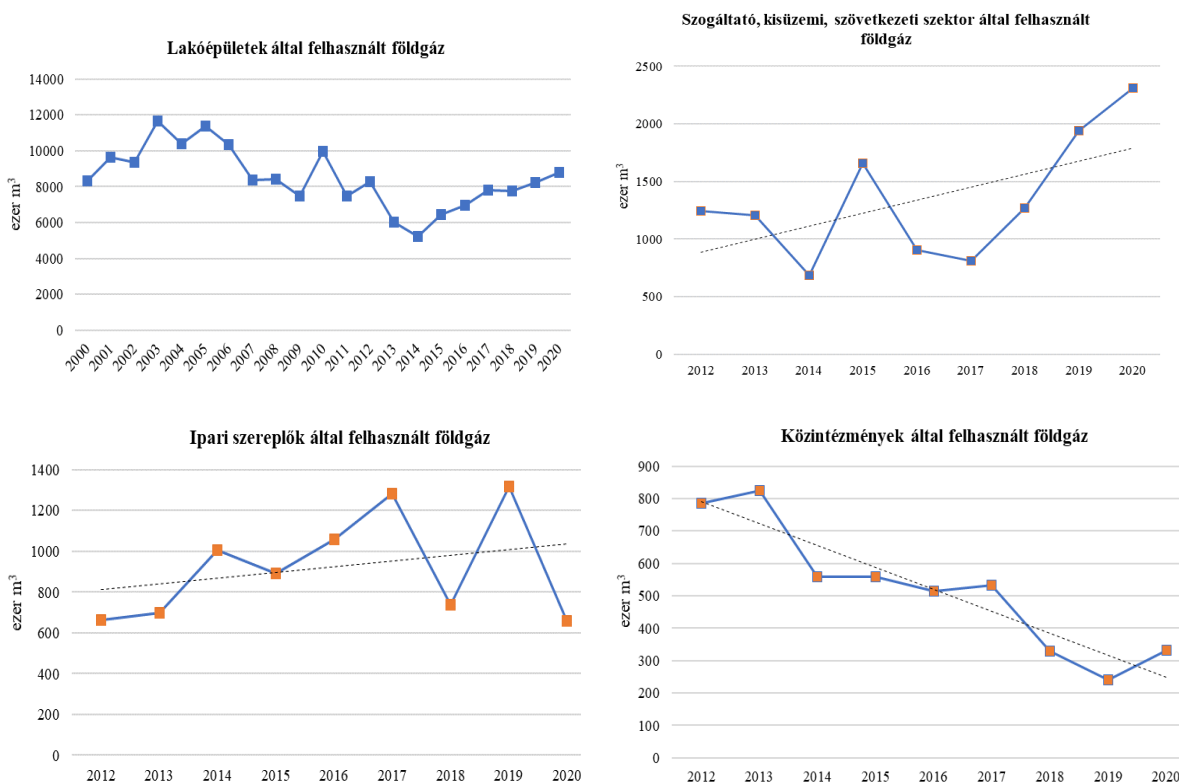 Lakóépületek által felhasznált földgáz
14000
12000
10000
8000
6000
4000
2000
0
ezer m³
2000 2001 2002 2003 2004 2005 2006 2007 2008 2009 2010 2011 2012 2013 2014 2015 2016 2017 2018 2019 2020
Szogáltató, kisüzemi, szövetkezeti szektor által felhasznált
földgáz
2500
2000
1500
1000
500
0
ezer m³
2012 2013 2014 2015 2016 2017 2018 2019 2020
Ipari szereplők által felhasznált földgáz
1400
1200
1000
800
600
400
200
0
ezer m³
2012 2013 2014 2015 2016 2017 2018 2019 2020
Közintézmények által felhasznált földgáz
900
800
700
600
500
400
300
200
100
0
ezer m³
2012 2013 2014 2015 2016 2017 2018 2019 2020